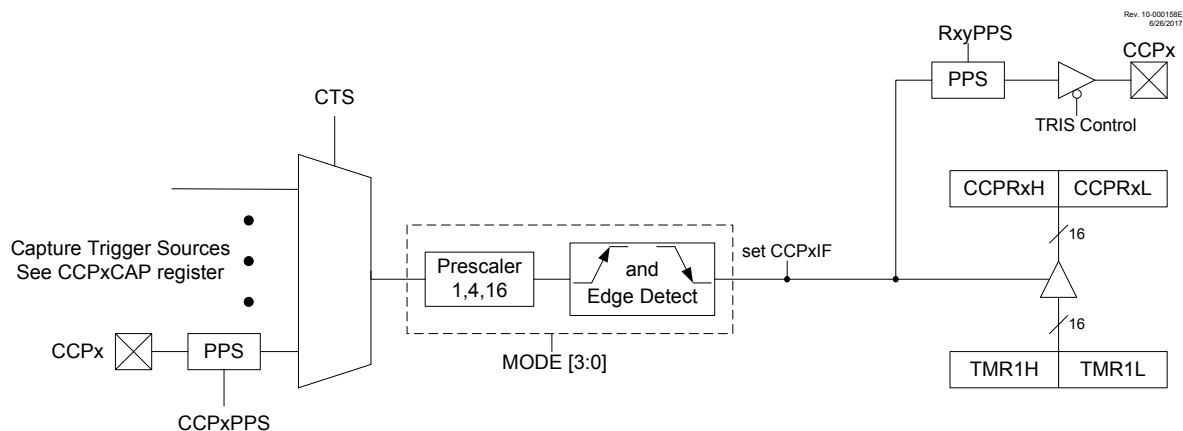 Rev. 10-000158E
6/26/2017
RxyPPS
CCPx
PPS
CTS
TRIS Control
CCPRxH CCPRxL
16
Capture Trigger Sources
See CCPxCAP register
Prescaler
1,4,16
and
Edge Detect
set CCPxIF
16
CCPx
PPS
MODE [3:0]
TMR1H TMR1L
CCPxPPS